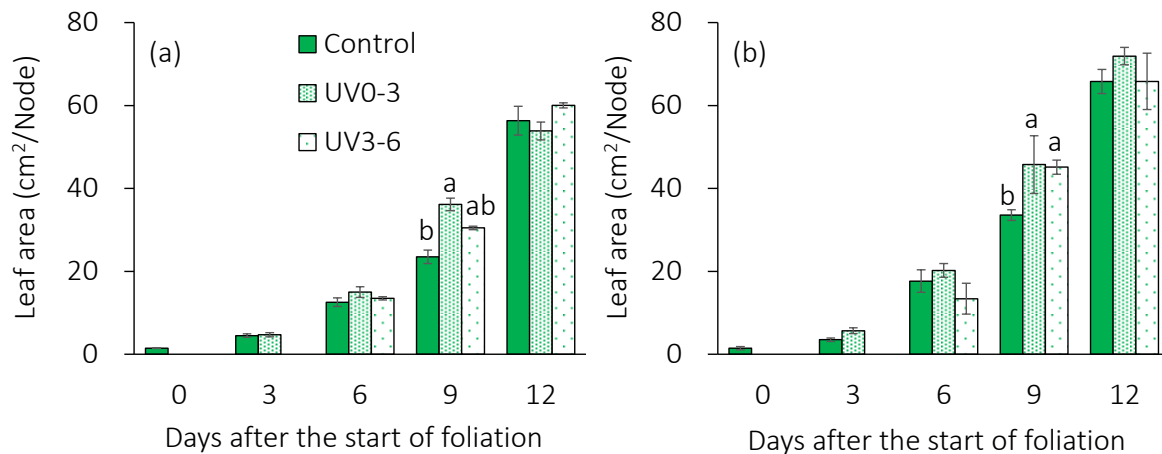 80
60
40
20
0
Leaf area (cm²/Node)
(a)
Control
UV0-3
UV3-6
b
a
ab
0 3 6 9 12
Days after the start of foliation
80
60
40
20
0
Leaf area (cm²/Node)
(b)
b
a
a
0 3 6 9 12
Days after the start of foliation